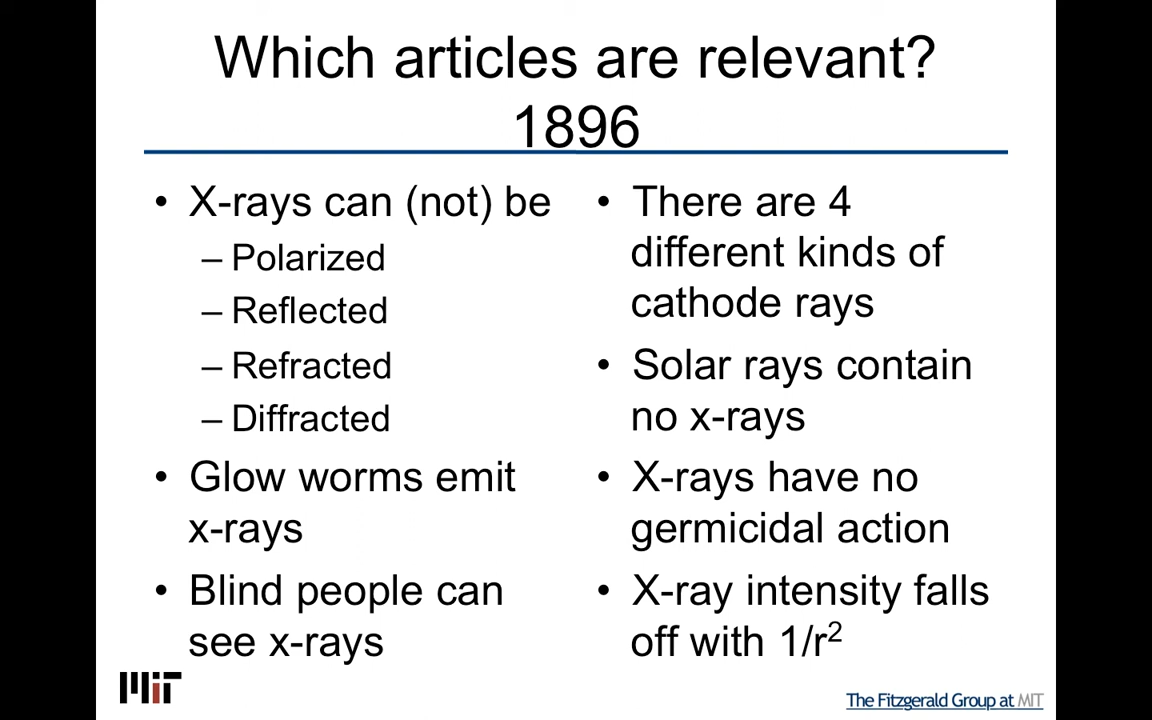 Which articles are relevant?
1896
• X-rays can (not) be
– Polarized
– Reflected
– Refracted
– Diffracted
• Glow worms emit
x-rays
• Blind people can
see x-rays
• There are 4
different kinds of
cathode rays
• Solar rays contain
no x-rays
• X-rays have no
germicidal action
• X-ray intensity falls
off with 1/r²
MIT
The Fitzgerald Group at MIT